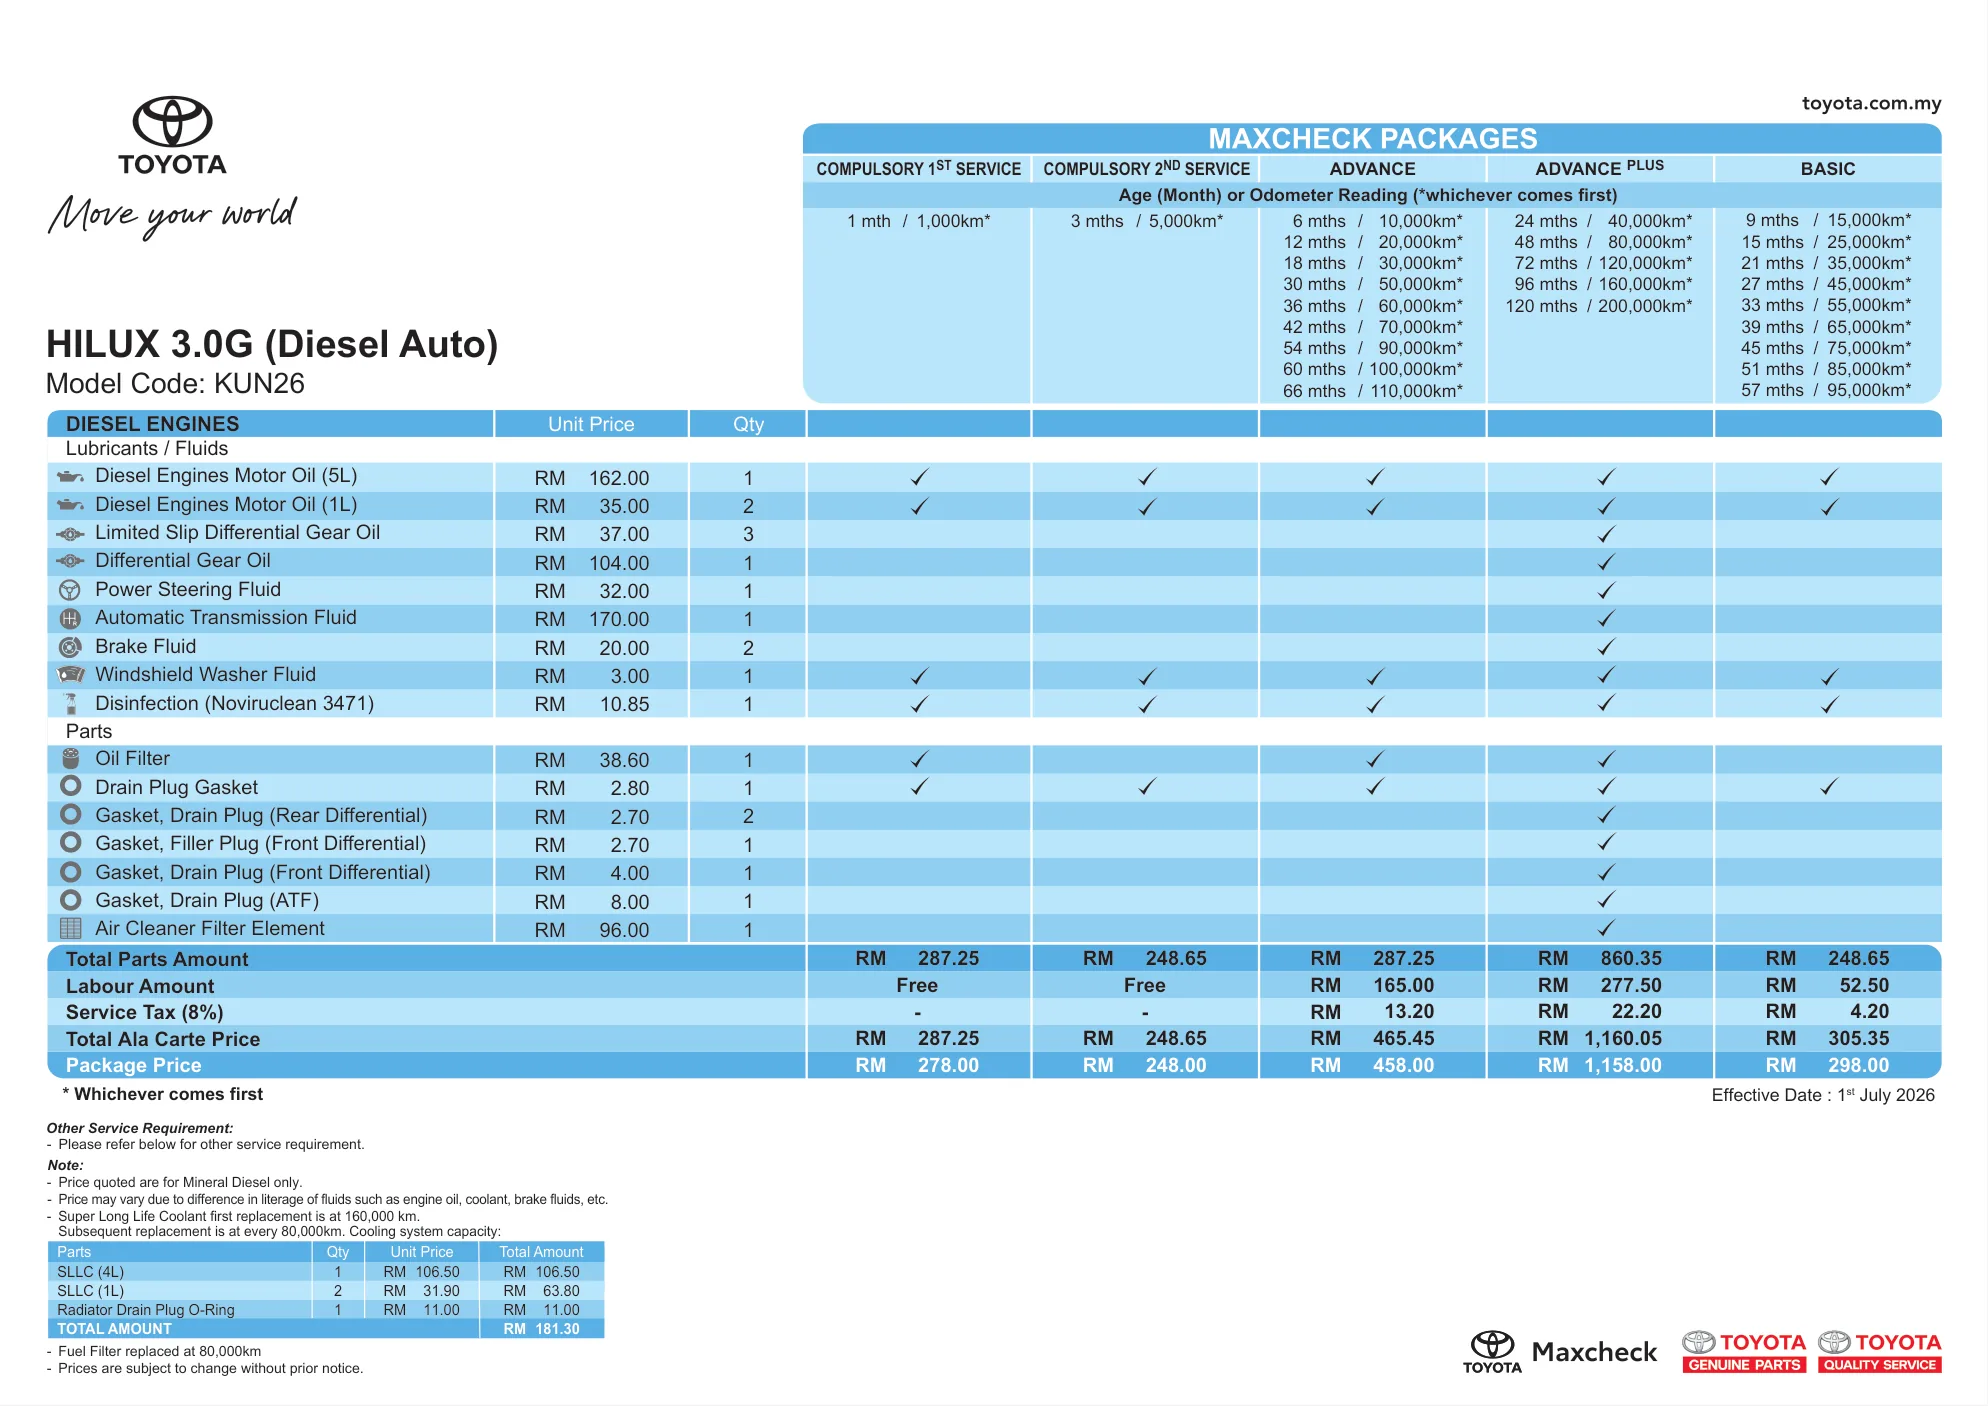 TOYOTA
Move your world
toyota.com.my
HILUX 3.0G (Diesel Auto)
Model Code: KUN26
MAXCHECK PACKAGES
COMPULSORY 1ST SERVICE COMPULSORY 2ND SERVICE ADVANCE ADVANCE PLUS BASIC
Age (Month) or Odometer Reading (*whichever comes first)
1 mth / 1,000km* 3 mths / 5,000km* 6 mths / 10,000km* 24 mths / 40,000km* 9 mths / 15,000km*
12 mths / 20,000km* 48 mths / 80,000km* 15 mths / 25,000km*
18 mths / 30,000km* 72 mths / 120,000km* 21 mths / 35,000km*
30 mths / 50,000km* 96 mths / 160,000km* 27 mths / 45,000km*
36 mths / 60,000km* 120 mths / 200,000km* 33 mths / 55,000km*
42 mths / 70,000km* 39 mths / 65,000km*
54 mths / 90,000km* 45 mths / 75,000km*
60 mths / 100,000km* 51 mths / 85,000km*
66 mths / 110,000km* 57 mths / 95,000km*
DIESEL ENGINES Unit Price Qty
Lubricants / Fluids
Diesel Engines Motor Oil (5L) RM 162.00 1 ✓ ✓ ✓ ✓ ✓
Diesel Engines Motor Oil (1L) RM 35.00 2 ✓ ✓ ✓ ✓ ✓
Limited Slip Differential Gear Oil RM 37.00 3 ✓
Differential Gear Oil RM 104.00 1 ✓
Power Steering Fluid RM 32.00 1 ✓
Automatic Transmission Fluid RM 170.00 1 ✓
Brake Fluid RM 20.00 2 ✓
Windshield Washer Fluid RM 3.00 1 ✓ ✓ ✓ ✓ ✓
Disinfection (Noviruclean 3471) RM 10.85 1 ✓ ✓ ✓ ✓ ✓
Parts
Oil Filter RM 38.60 1 ✓ ✓ ✓
Drain Plug Gasket RM 2.80 1 ✓ ✓ ✓ ✓ ✓
Gasket, Drain Plug (Rear Differential) RM 2.70 2 ✓
Gasket, Filler Plug (Front Differential) RM 2.70 1 ✓
Gasket, Drain Plug (Front Differential) RM 4.00 1 ✓
Gasket, Drain Plug (ATF) RM 8.00 1 ✓
Air Cleaner Filter Element RM 96.00 1 ✓
Total Parts Amount RM 287.25 RM 248.65 RM 287.25 RM 860.35 RM 248.65
Labour Amount Free Free RM 165.00 RM 277.50 RM 52.50
Service Tax (8%) - - RM 13.20 RM 22.20 RM 4.20
Total Ala Carte Price RM 287.25 RM 248.65 RM 465.45 RM 1,160.05 RM 305.35
Package Price RM 278.00 RM 248.00 RM 458.00 RM 1,158.00 RM 298.00
* Whichever comes first
Effective Date : 1st July 2026
Other Service Requirement:
- Please refer below for other service requirement.
Note:
- Price quoted are for Mineral Diesel only.
- Price may vary due to difference in literage of fluids such as engine oil, coolant, brake fluids, etc.
- Super Long Life Coolant first replacement is at 160,000 km.
Subsequent replacement is at every 80,000km. Cooling system capacity:
Parts Qty Unit Price Total Amount
SLLC (4L) 1 RM 106.50 RM 106.50
SLLC (1L) 2 RM 31.90 RM 63.80
Radiator Drain Plug O-Ring 1 RM 11.00 RM 11.00
TOTAL AMOUNT RM 181.30
- Fuel Filter replaced at 80,000km
- Prices are subject to change without prior notice.
TOYOTA Maxcheck
TOYOTA GENUINE PARTS
TOYOTA QUALITY SERVICE